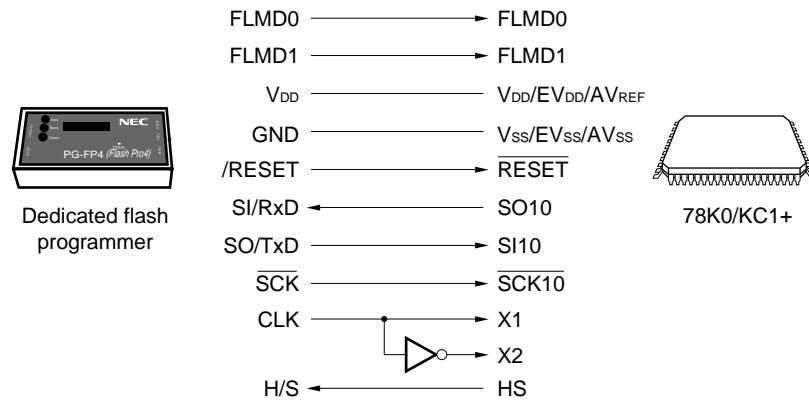 FLMD0 FLMD0
FLMD1 FLMD1
VDD VDD/EVDD/AVREF
GND VSS/EVSS/AVSS
/RESET RESET
SI/RxD SO10
SO/TxD SI10
SCK SCK10
CLK X1
X2
H/S HS
NEC
PG-FP4 (Flash Pro4)
Dedicated flash
programmer
78K0/KC1+